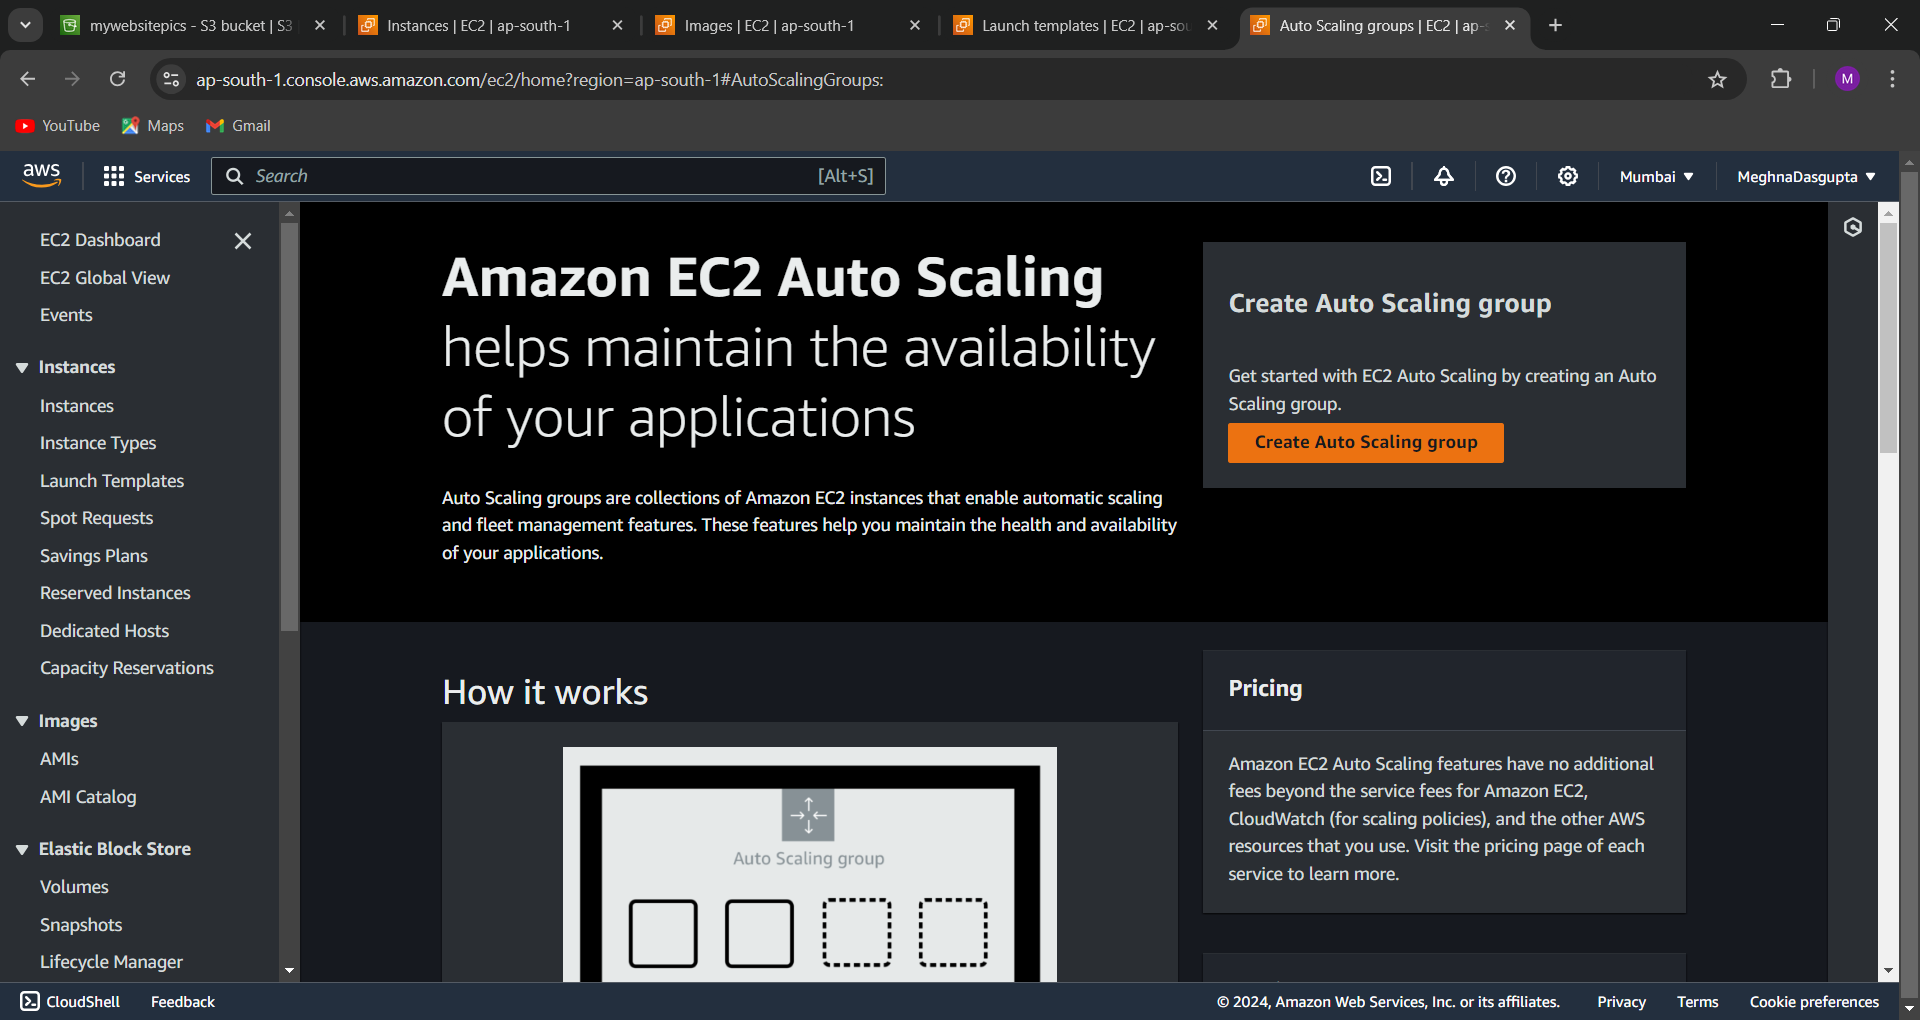 mywebsitepics - S3 bucket | S3
Instances | EC2 | ap-south-1
Images | EC2 | ap-south-1
Launch templates | EC2 | ap-sou
Auto Scaling groups | EC2 | ap-s
ap-south-1.console.aws.amazon.com/ec2/home?region=ap-south-1#AutoScalingGroups:
M
YouTube
Maps
Gmail
aws
Services
Search
[Alt+S]
Mumbai
MeghnaDasgupta
EC2 Dashboard
EC2 Global View
Events
Instances
Instances
Instance Types
Launch Templates
Spot Requests
Savings Plans
Reserved Instances
Dedicated Hosts
Capacity Reservations
Images
AMIs
AMI Catalog
Elastic Block Store
Volumes
Snapshots
Lifecycle Manager
Amazon EC2 Auto Scaling
helps maintain the availability
of your applications
Auto Scaling groups are collections of Amazon EC2 instances that enable automatic scaling
and fleet management features. These features help you maintain the health and availability
of your applications.
Create Auto Scaling group
Get started with EC2 Auto Scaling by creating an Auto
Scaling group.
Create Auto Scaling group
How it works
Auto Scaling group
Pricing
Amazon EC2 Auto Scaling features have no additional
fees beyond the service fees for Amazon EC2,
CloudWatch (for scaling policies), and the other AWS
resources that you use. Visit the pricing page of each
service to learn more.
CloudShell
Feedback
© 2024, Amazon Web Services, Inc. or its affiliates.
Privacy
Terms
Cookie preferences